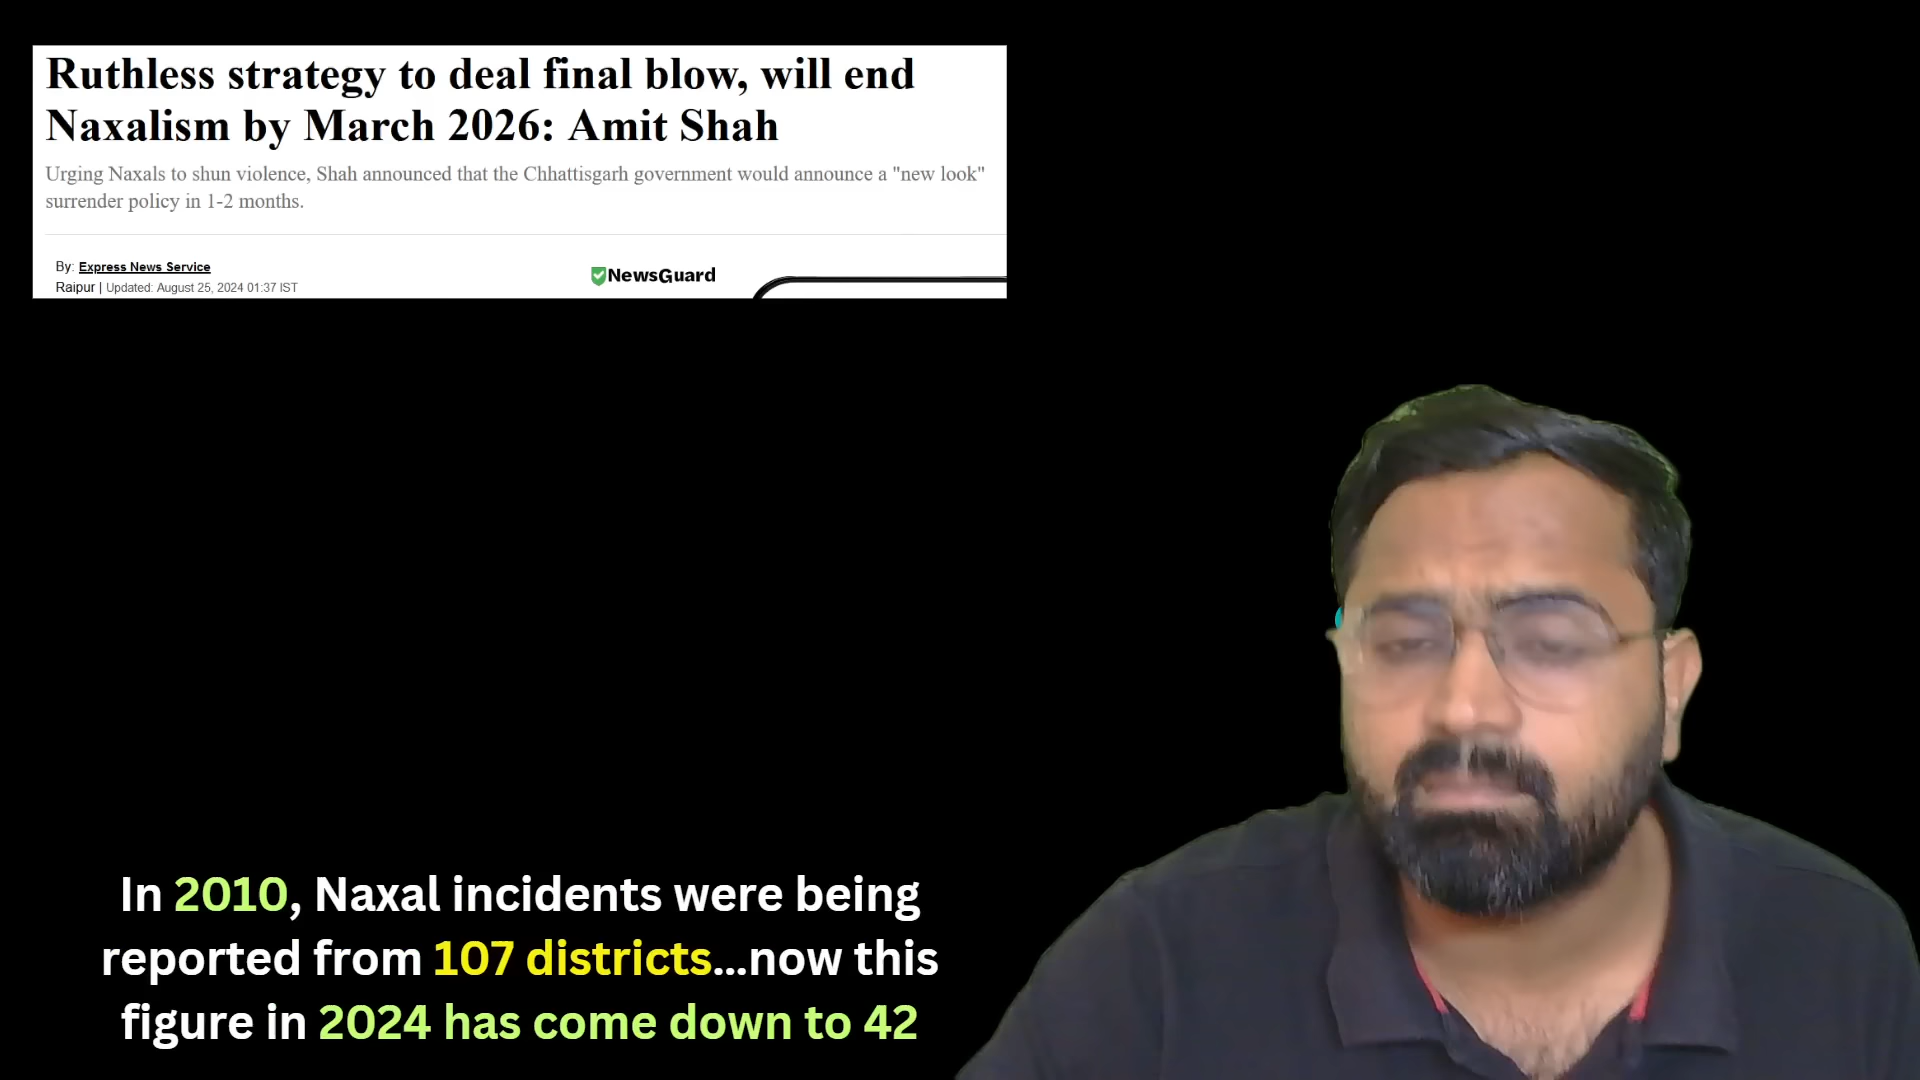 Ruthless strategy to deal final blow, will end
Naxalism by March 2026: Amit Shah
Urging Naxals to shun violence, Shah announced that the Chhattisgarh government would announce a "new look"
surrender policy in 1-2 months.
By: Express News Service
NewsGuard
Raipur | Updated: August 25, 2024 01:37 IST
In 2010, Naxal incidents were being
reported from 107 districts...now this
figure in 2024 has come down to 42